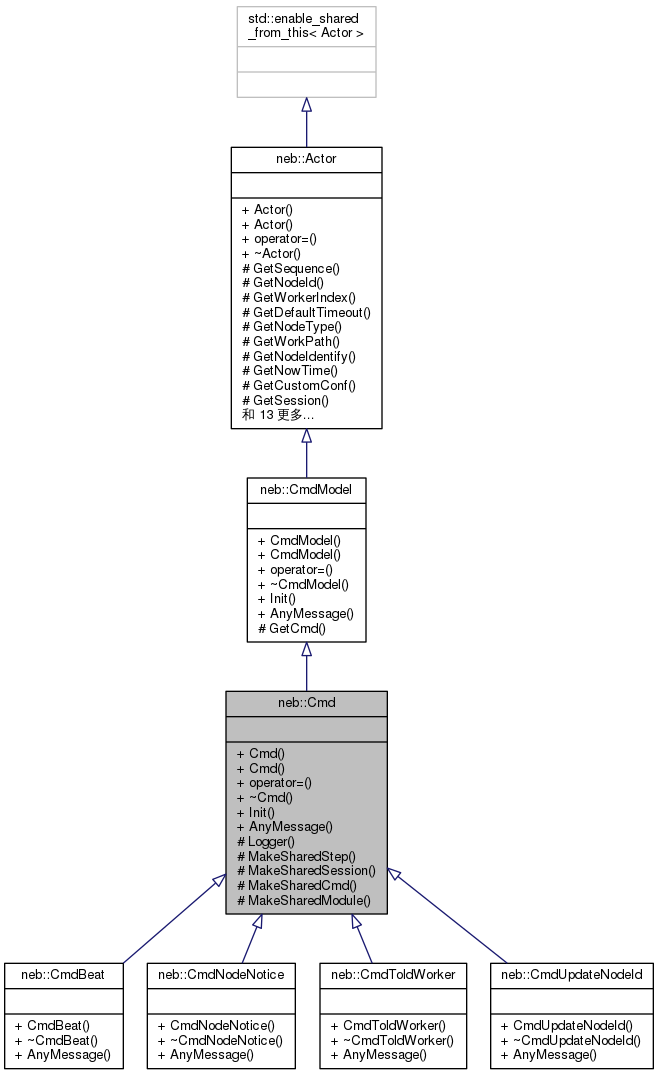 std::enable_shared
_from_this< Actor >
neb::Actor
+ Actor()
+ Actor()
+ operator=()
+ ~Actor()
# GetSequence()
# GetNodeId()
# GetWorkerIndex()
# GetDefaultTimeout()
# GetNodeType()
# GetWorkPath()
# GetNodeIdentify()
# GetNowTime()
# GetCustomConf()
# GetSession()
和 13 更多...
neb::CmdModel
+ CmdModel()
+ CmdModel()
+ operator=()
+ ~CmdModel()
+ Init()
+ AnyMessage()
# GetCmd()
neb::Cmd
+ Cmd()
+ Cmd()
+ operator=()
+ ~Cmd()
+ Init()
+ AnyMessage()
# Logger()
# MakeSharedStep()
# MakeSharedSession()
# MakeSharedCmd()
# MakeSharedModule()
neb::CmdBeat
+ CmdBeat()
+ ~CmdBeat()
+ AnyMessage()
neb::CmdNodeNotice
+ CmdNodeNotice()
+ ~CmdNodeNotice()
+ AnyMessage()
neb::CmdToldWorker
+ CmdToldWorker()
+ ~CmdToldWorker()
+ AnyMessage()
neb::CmdUpdateNodeId
+ CmdUpdateNodeId()
+ ~CmdUpdateNodeId()
+ AnyMessage()